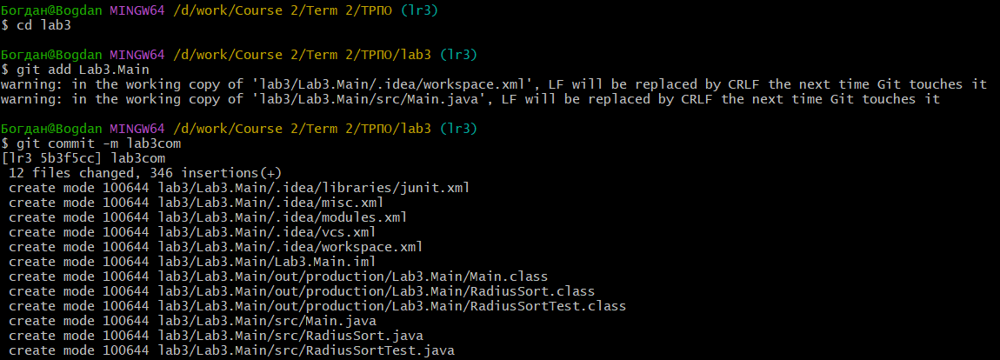 Богдан@Bogdan MINGW64 /d/work/Course 2/Term 2/ТРПО (lr3)
$ cd lab3
Богдан@Bogdan MINGW64 /d/work/Course 2/Term 2/ТРПО/lab3 (lr3)
$ git add Lab3.Main
warning: in the working copy of 'lab3/Lab3.Main/.idea/workspace.xml', LF will be replaced by CRLF the next time Git touches it
warning: in the working copy of 'lab3/Lab3.Main/src/Main.java', LF will be replaced by CRLF the next time Git touches it
Богдан@Bogdan MINGW64 /d/work/Course 2/Term 2/ТРПО/lab3 (lr3)
$ git commit -m lab3com
[lr3 5b3f5cc] lab3com
 12 files changed, 346 insertions(+)
 create mode 100644 lab3/Lab3.Main/.idea/libraries/junit.xml
 create mode 100644 lab3/Lab3.Main/.idea/misc.xml
 create mode 100644 lab3/Lab3.Main/.idea/modules.xml
 create mode 100644 lab3/Lab3.Main/.idea/vcs.xml
 create mode 100644 lab3/Lab3.Main/.idea/workspace.xml
 create mode 100644 lab3/Lab3.Main/Lab3.Main.iml
 create mode 100644 lab3/Lab3.Main/out/production/Lab3.Main/Main.class
 create mode 100644 lab3/Lab3.Main/out/production/Lab3.Main/RadiusSort.class
 create mode 100644 lab3/Lab3.Main/out/production/Lab3.Main/RadiusSortTest.class
 create mode 100644 lab3/Lab3.Main/src/Main.java
 create mode 100644 lab3/Lab3.Main/src/RadiusSort.java
 create mode 100644 lab3/Lab3.Main/src/RadiusSortTest.java